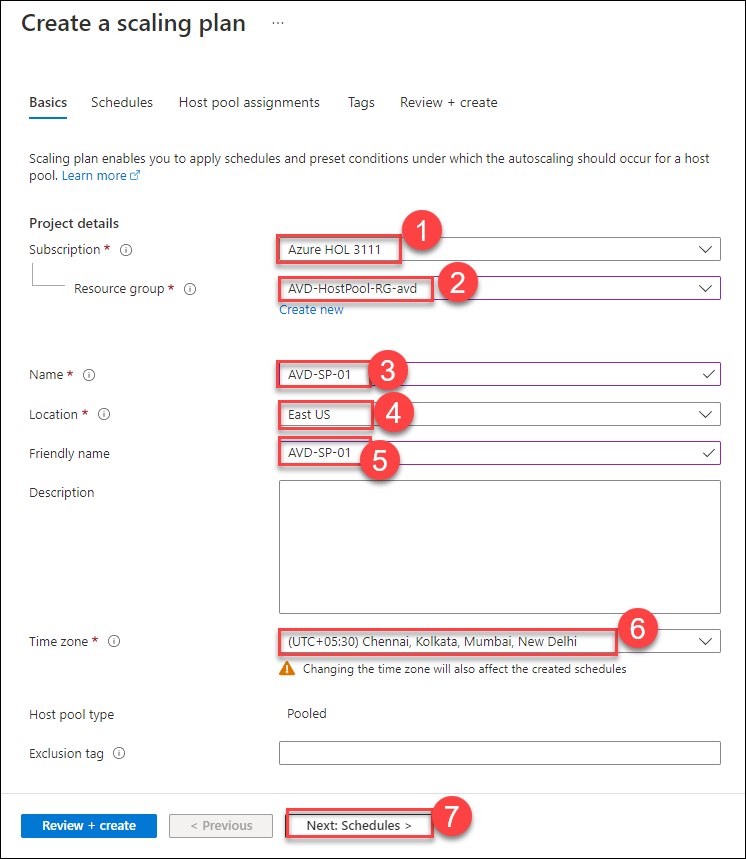 Create a scaling plan ...
Basics Schedules Host pool assignments Tags Review + create
Scaling plan enables you to apply schedules and preset conditions under which the autoscaling should occur for a host
pool. Learn more
Project details
1
Subscription * Azure HOL 3111
2
Resource group * AVD-HostPool-RG-avd
Create new
3
Name * AVD-SP-01
4
Location * East US
Friendly name AVD-SP-01
5
Description
6
Time zone * (UTC+05:30) Chennai, Kolkata, Mumbai, New Delhi
Changing the time zone will also affect the created schedules
Host pool type Pooled
Exclusion tag
7
Review + create < Previous Next: Schedules >